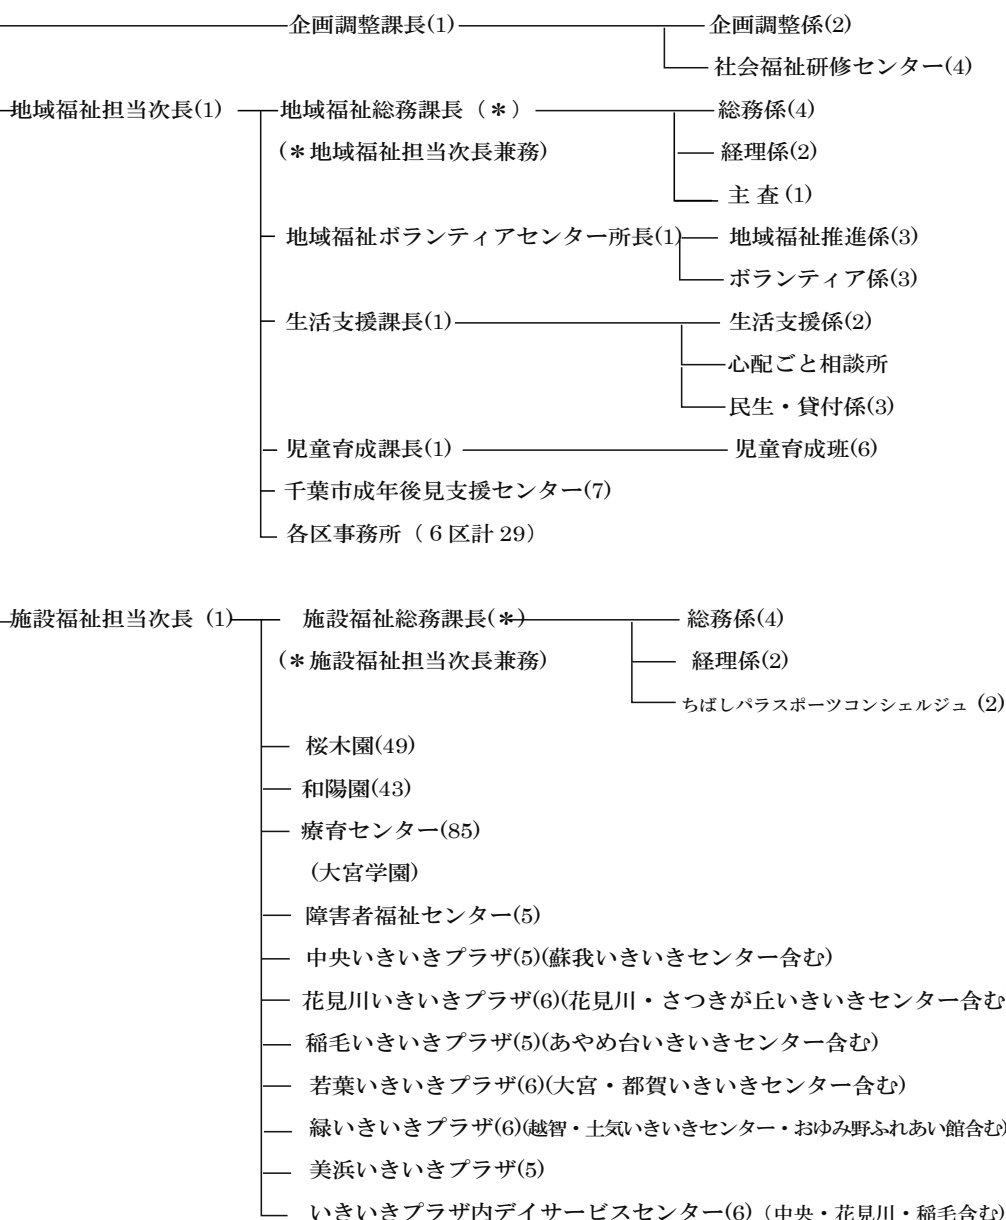 企画調整課長(1) 企画調整係(2)
社会福祉研修センター(4)
地域福祉担当次長(1) 地域福祉総務課長（＊） 総務係(4)
(＊地域福祉担当次長兼務) 経理係(2)
主 査 (1)
地域福祉ボランティアセンター所長(1) 地域福祉推進係(3)
ボランティア係(3)
生活支援課長(1) 生活支援係(2)
心配ごと相談所
民生・貸付係(3)
児童育成課長(1) 児童育成班(6)
千葉市成年後見支援センター(7)
各区事務所（６区計 29）
施設福祉担当次長 (1) 施設福祉総務課長(＊) 総務係(4)
(＊施設福祉担当次長兼務) 経理係(2)
ちばしパラスポーツコンシェルジュ (2)
桜木園(49)
和陽園(43)
療育センター(85)
(大宮学園)
障害者福祉センター(5)
中央いきいきプラザ(5)(蘇我いきいきセンター含む)
花見川いきいきプラザ(6)(花見川・さつきが丘いきいきセンター含む
稲毛いきいきプラザ(5)(あやめ台いきいきセンター含む)
若葉いきいきプラザ(6)(大宮・都賀いきいきセンター含む)
緑いきいきプラザ(6)(越智・土気いきいきセンター・おゆみ野ふれあい館含む)
美浜いきいきプラザ(5)
いきいきプラザ内デイサービスセンター(6)（中央・花見川・稲毛含む)